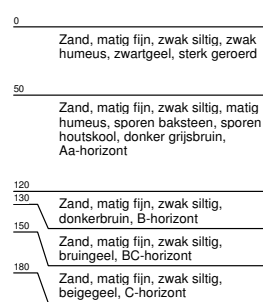 0
Zand, matig fijn, zwak siltig, zwak
humeus, zwartgeel, sterk geroerd
50
Zand, matig fijn, zwak siltig, matig
humeus, sporen baksteen, sporen
houtskool, donker grijsbruin,
Aa-horizont
120
130
Zand, matig fijn, zwak siltig,
donkerbruin, B-horizont
150
Zand, matig fijn, zwak siltig,
bruingeel, BC-horizont
180
Zand, matig fijn, zwak siltig,
beigegeel, C-horizont